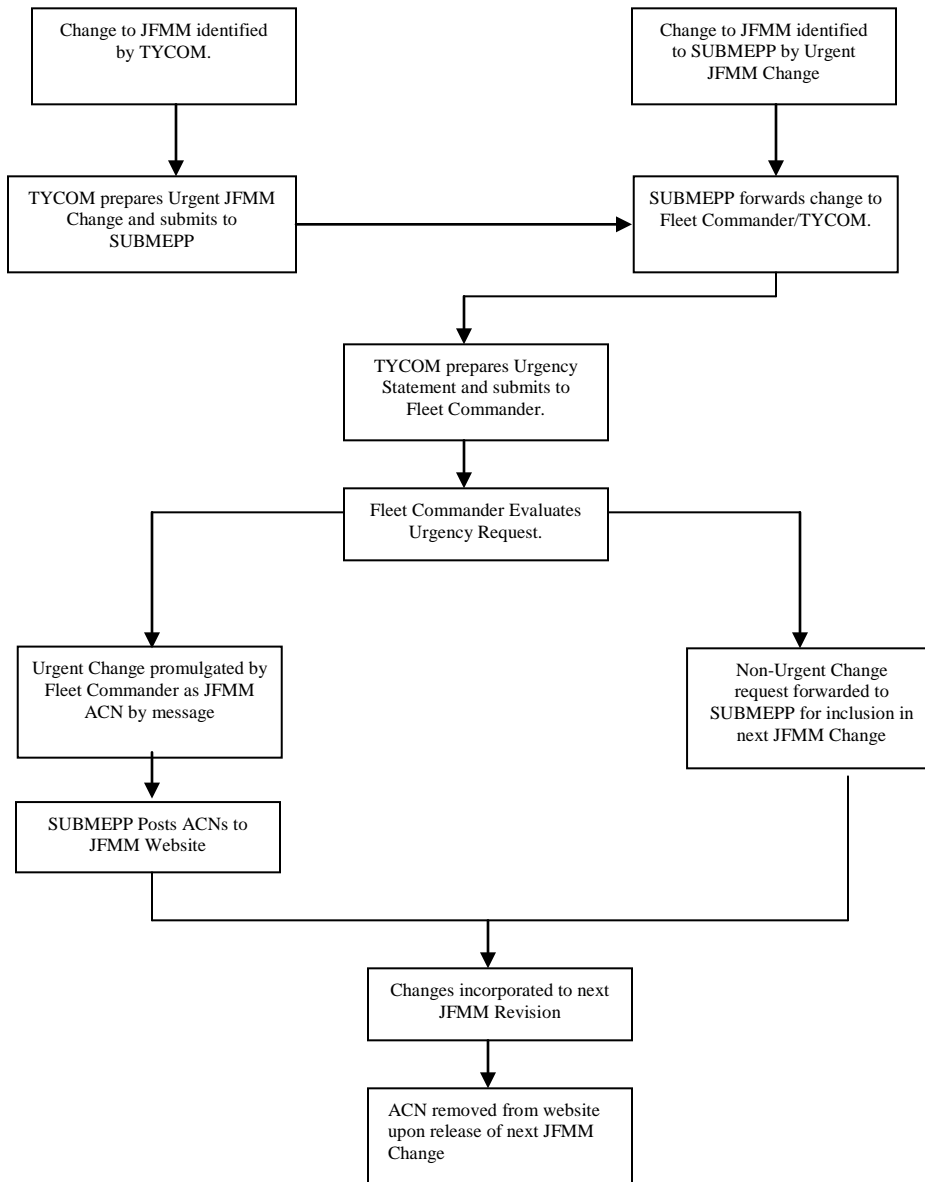 Change to JFMM identified
by TYCOM.
Change to JFMM identified
to SUBMEPP by Urgent
JFMM Change
TYCOM prepares Urgent JFMM
Change and submits to
SUBMEPP
SUBMEPP forwards change to
Fleet Commander/TYCOM.
TYCOM prepares Urgency
Statement and submits to
Fleet Commander.
Fleet Commander Evaluates
Urgency Request.
Urgent Change promulgated by
Fleet Commander as JFMM
ACN by message
Non-Urgent Change
request forwarded to
SUBMEPP for inclusion in
next JFMM Change
SUBMEPP Posts ACNs to
JFMM Website
Changes incorporated to next
JFMM Revision
ACN removed from website
upon release of next JFMM
Change